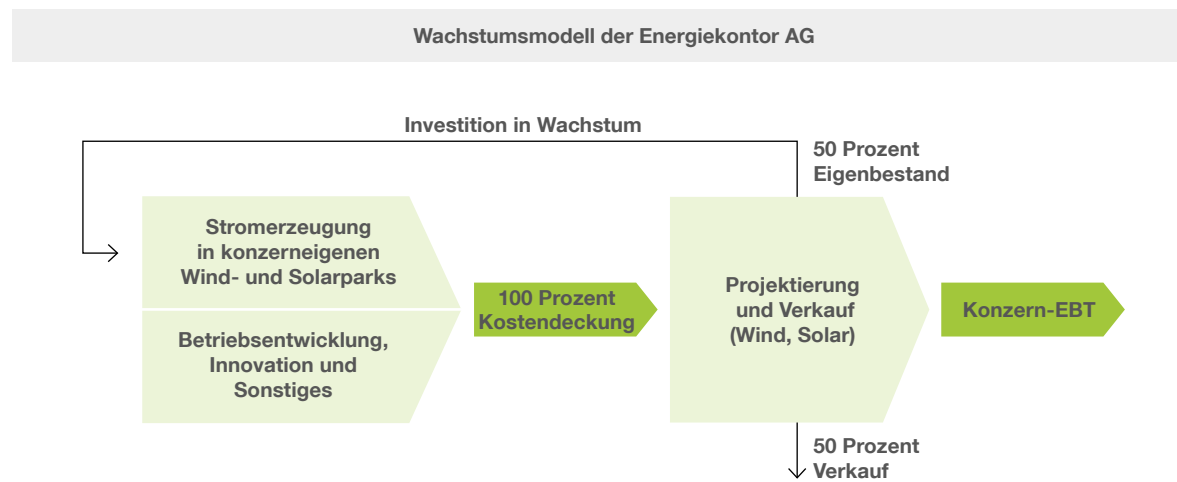 Wachstumsmodell der Energiekontor AG
Investition in Wachstum
50 Prozent
Eigenbestand
Stromerzeugung
in konzerneigenen
Wind- und Solarparks
Betriebsentwicklung,
Innovation und
Sonstiges
100 Prozent
Kostendeckung
Projektierung
und Verkauf
(Wind, Solar)
Konzern-EBT
50 Prozent
Verkauf